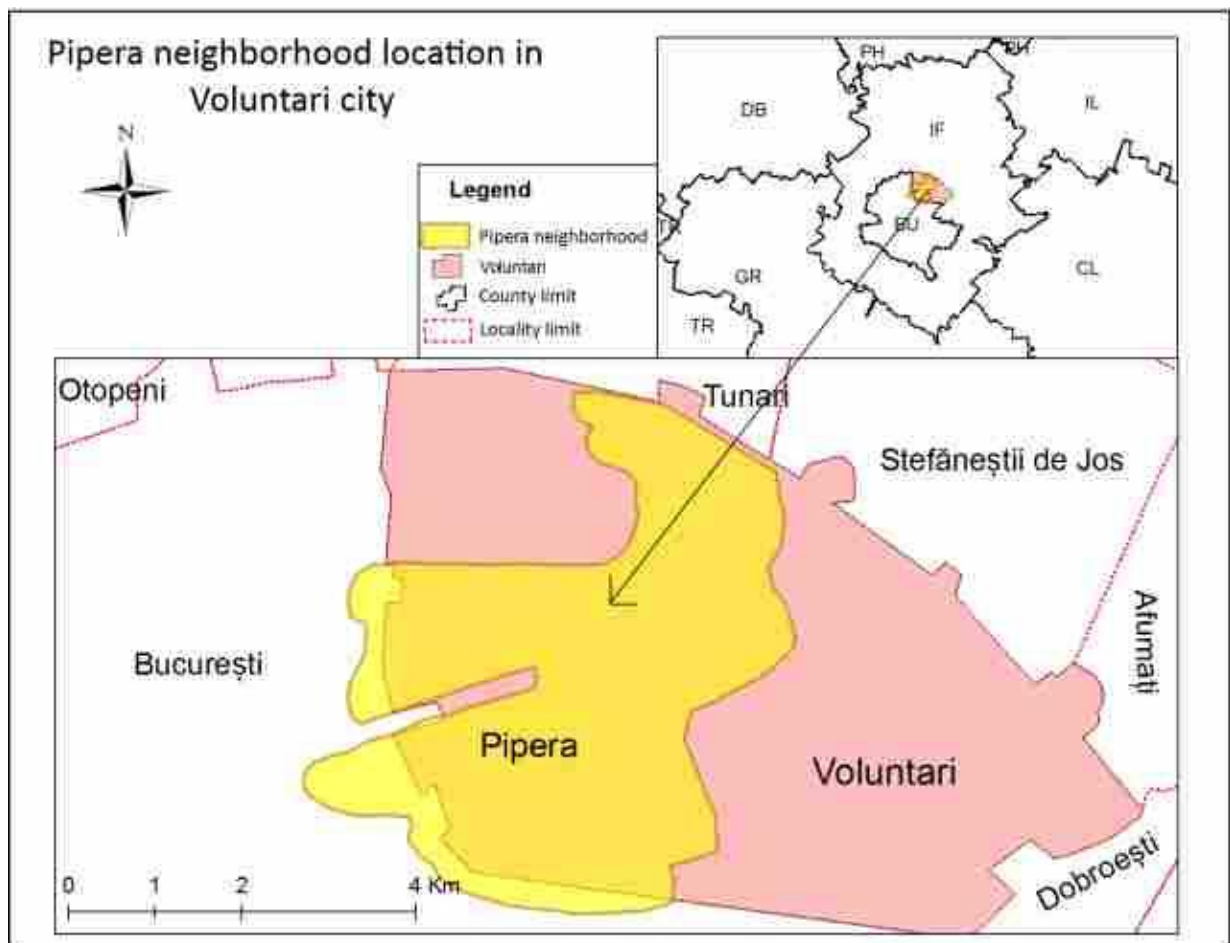 Pipera neighborhood location in
Voluntari city
N
Legend
Pipera neighborhood
Voluntari
County limit
Locality limit
PH
DB
IF
IL
BU
GR
CL
TR
Otopeni
Tunari
Stefăneștii de Jos
Afumați
București
Pipera
Voluntari
Dobroești
0 1 2 4 Km